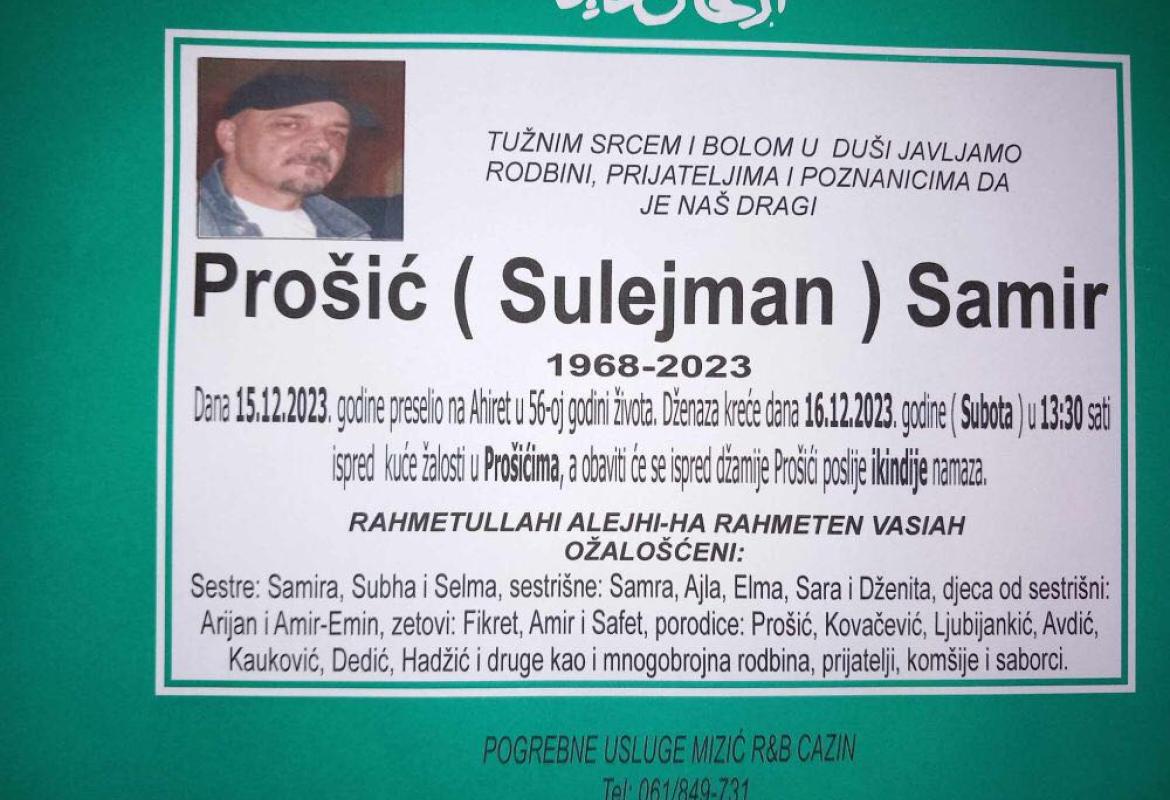 TUŽNIM SRCEM I BOLOM U DUŠI JAVLJAMO
RODBINI, PRIJATELJIMA I POZNANICIMA DA
JE NAŠ DRAGI
Prošić ( Sulejman ) Samir
1968-2023
Dana 15.12.2023. godine preselio na Ahiret u 56-oj godini života. Dženaza kreće dana 16.12.2023. godine ( Subota ) u 13:30 sati
ispred kuće žalosti u Prošićima, a obaviti će se ispred džamije Prošići poslije ikindije namaza.
RAHMETULLAHI ALEJHI-HA RAHMETEN VASIAH
OŽALOŠĆENI:
Sestre: Samira, Subha i Selma, sestrišne: Samra, Ajla, Elma, Sara i Dženita, djeca od sestrišni:
Arijan i Amir-Emin, zetovi: Fikret, Amir i Safet, porodice: Prošić, Kovačević, Ljubijankić, Avdić,
Kauković, Dedić, Hadžić i druge kao i mnogobrojna rodbina, prijatelji, komšije i saborci.
POGREBNE USLUGE MIZIĆ R&B CAZIN
Tel: 061/849-731